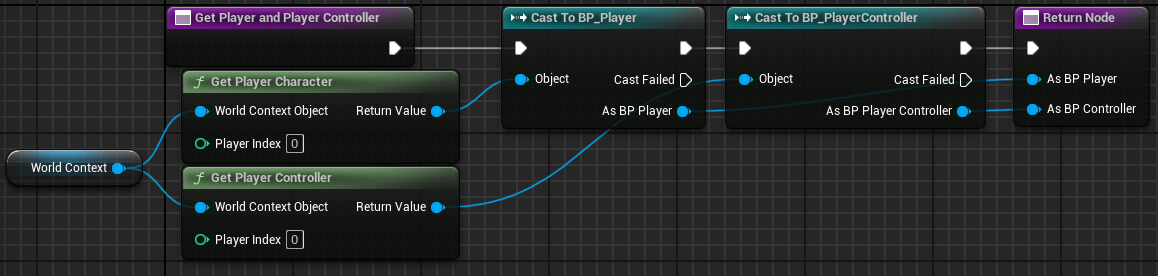 Get Player and Player Controller
Cast To BP_Player
Object
Cast Failed
As BP Player
Cast To BP_PlayerController
Object
Cast Failed
As BP Player Controller
Return Node
As BP Player
As BP Controller
f Get Player Character
World Context Object
Return Value
Player Index 0
World Context
f Get Player Controller
World Context Object
Return Value
Player Index 0